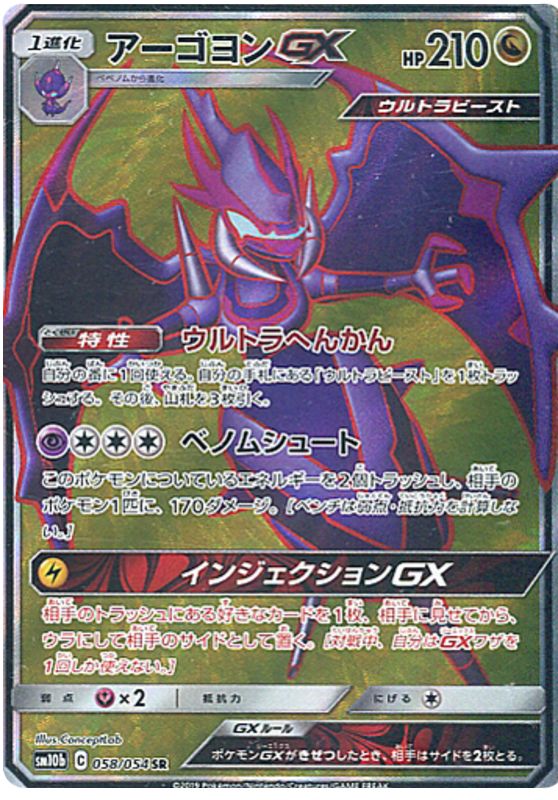 1進化
アーゴヨンGX
HP210
ベベノムから進化
ウルトラビースト
特性 ウルトラへんかん
自分の番に1回使える。自分の手札にある「ウルトラビースト」を1枚トラッ
シュする。その後、山札を3枚引く。
ベノムシュート
このポケモンについているエネルギーを2個トラッシュし、相手の
ポケモン1匹に、170ダメージ。[ベンチは弱点・抵抗力を計算しな
い。]
インジェクションGX
相手のトラッシュにある好きなカードを1枚、相手に見せてから、
ウラにして相手のサイドとして置く。[対戦中、自分はGXワザを
1回しか使えない。]
弱点 ×2 抵抗力 にげる
Illus.ConceptLab
GXルール
sm10b C 058/054 SR
ポケモンGXがきぜつしたとき、相手はサイドを2枚とる。
©2019 Pokémon/Nintendo/Creatures/GAME FREAK